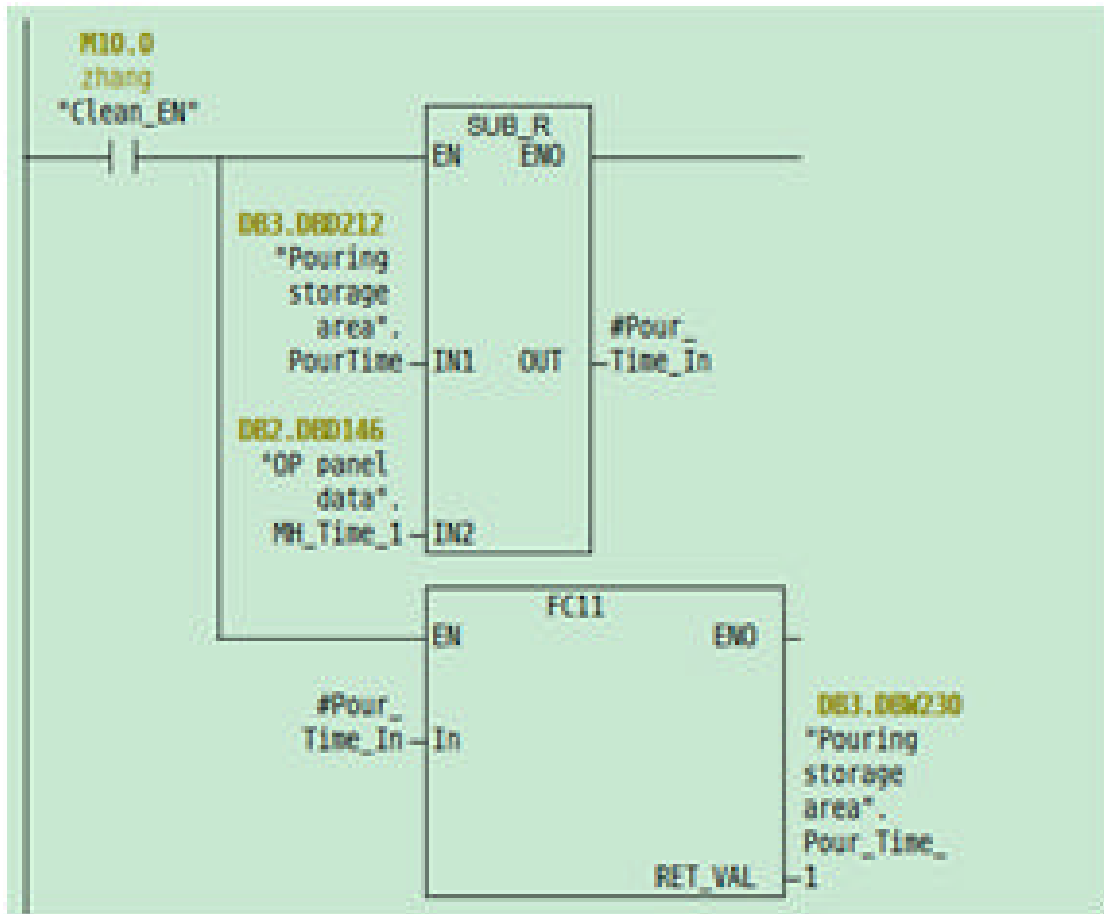 M10.0
zhang
"Clean_EN"
SUB_R
EN ENO
DB3.DBD212
"Pouring
storage
area".
PourTime
IN1 OUT
#Pour_
Time_In
DB2.DBD146
"OP panel
data".
MH_Time_1
IN2
FC11
EN ENO
#Pour_
Time_In
In
DB3.DBW230
"Pouring
storage
area".
Pour_Time_
1
RET_VAL